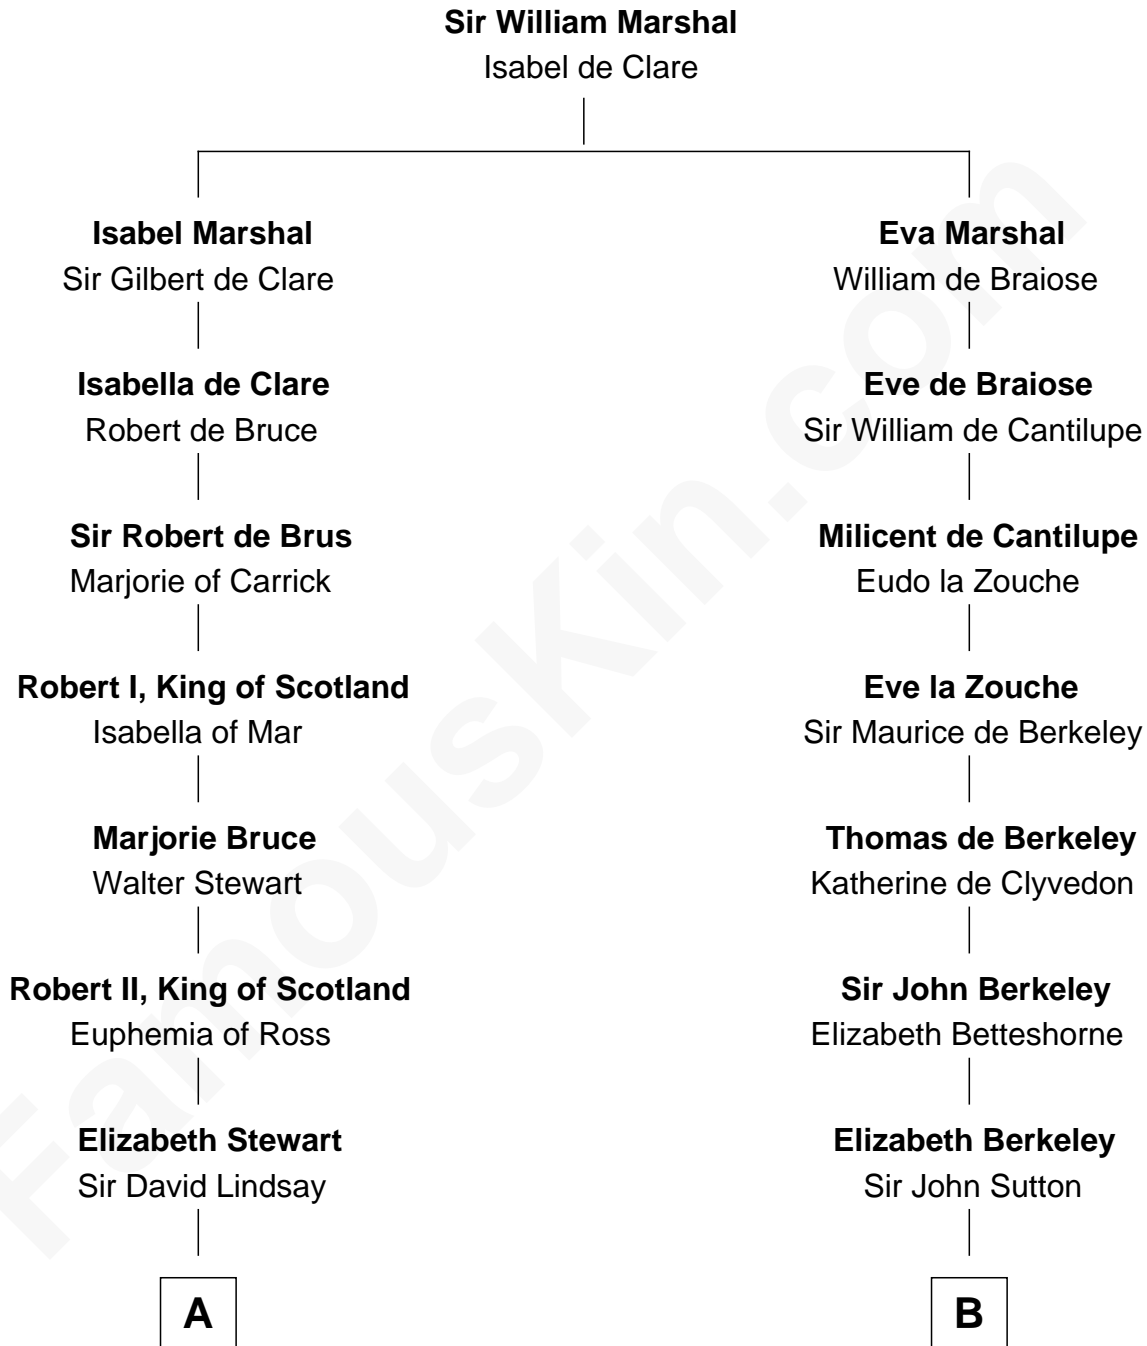 Sir William Marshal
Isabel de Clare
Isabel Marshal
Sir Gilbert de Clare
Eva Marshal
William de Braiose
Isabella de Clare
Robert de Bruce
Eve de Braiose
Sir William de Cantilupe
Sir Robert de Brus
Marjorie of Carrick
Milicent de Cantilupe
Eudo la Zouche
Robert I, King of Scotland
Isabella of Mar
Eve la Zouche
Sir Maurice de Berkeley
Marjorie Bruce
Walter Stewart
Thomas de Berkeley
Katherine de Clyvedon
Robert II, King of Scotland
Euphemia of Ross
Sir John Berkeley
Elizabeth Betteshorne
Elizabeth Stewart
Sir David Lindsay
Elizabeth Berkeley
Sir John Sutton
A
B
FamousKin.com